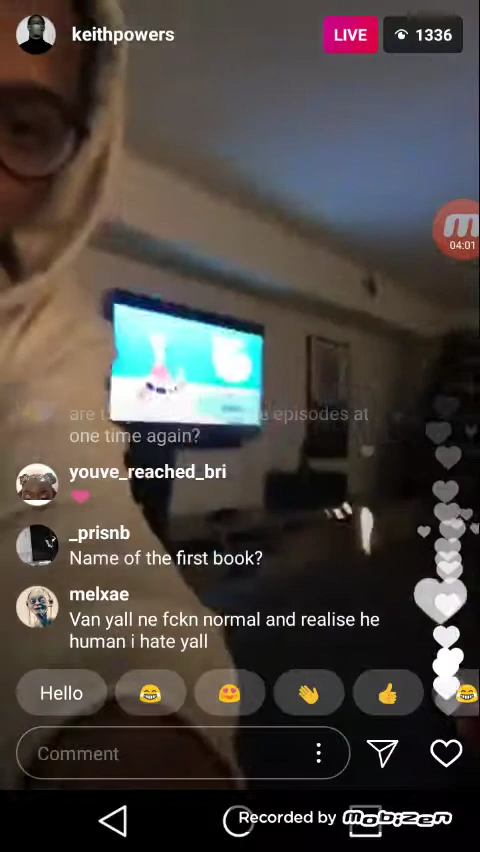 keithpowers
LIVE
1336
04:01
are episodes at
one time again?
youve_reached_bri
_prisnb
Name of the first book?
melxae
Van yall ne fckn normal and realise he
human i hate yall
Hello
Comment
Recorded by Mobizen